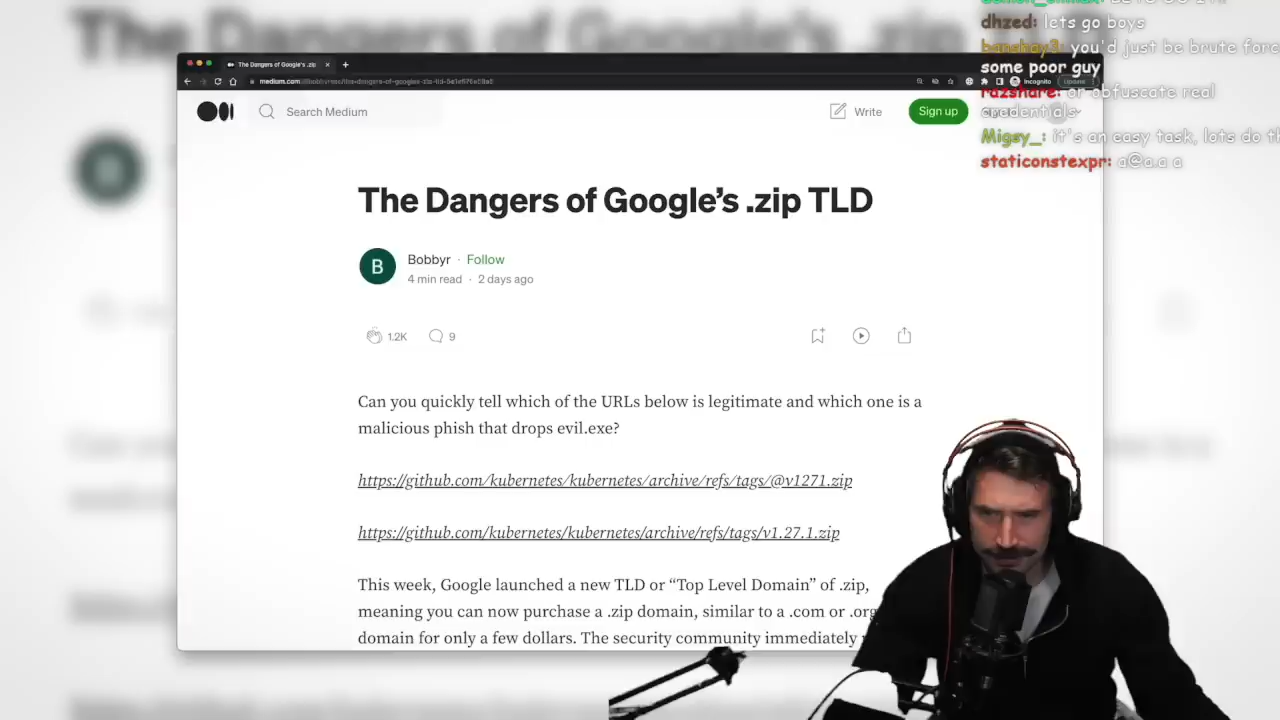 The Dangers of Google's .zip
medium.com
Incognito
Search Medium
Write
Sign up
The Dangers of Google’s .zip TLD
B
Bobbyr · Follow
4 min read · 2 days ago
1.2K
9
Can you quickly tell which of the URLs below is legitimate and which one is a
malicious phish that drops evil.exe?
https://github.com/kubernetes/kubernetes/archive/refs/tags/@v1271.zip
https://github.com/kubernetes/kubernetes/archive/refs/tags/v1.27.1.zip
This week, Google launched a new TLD or “Top Level Domain” of .zip,
meaning you can now purchase a .zip domain, similar to a .com or .org
domain for only a few dollars. The security community immediately
dhzed: lets go boys
banshay3: you'd just be brute forc
some poor guy
razshare: or obfuscate real
credentials
Migsy_: it's an easy task, lots do th
staticonstexpr: a@a.a a